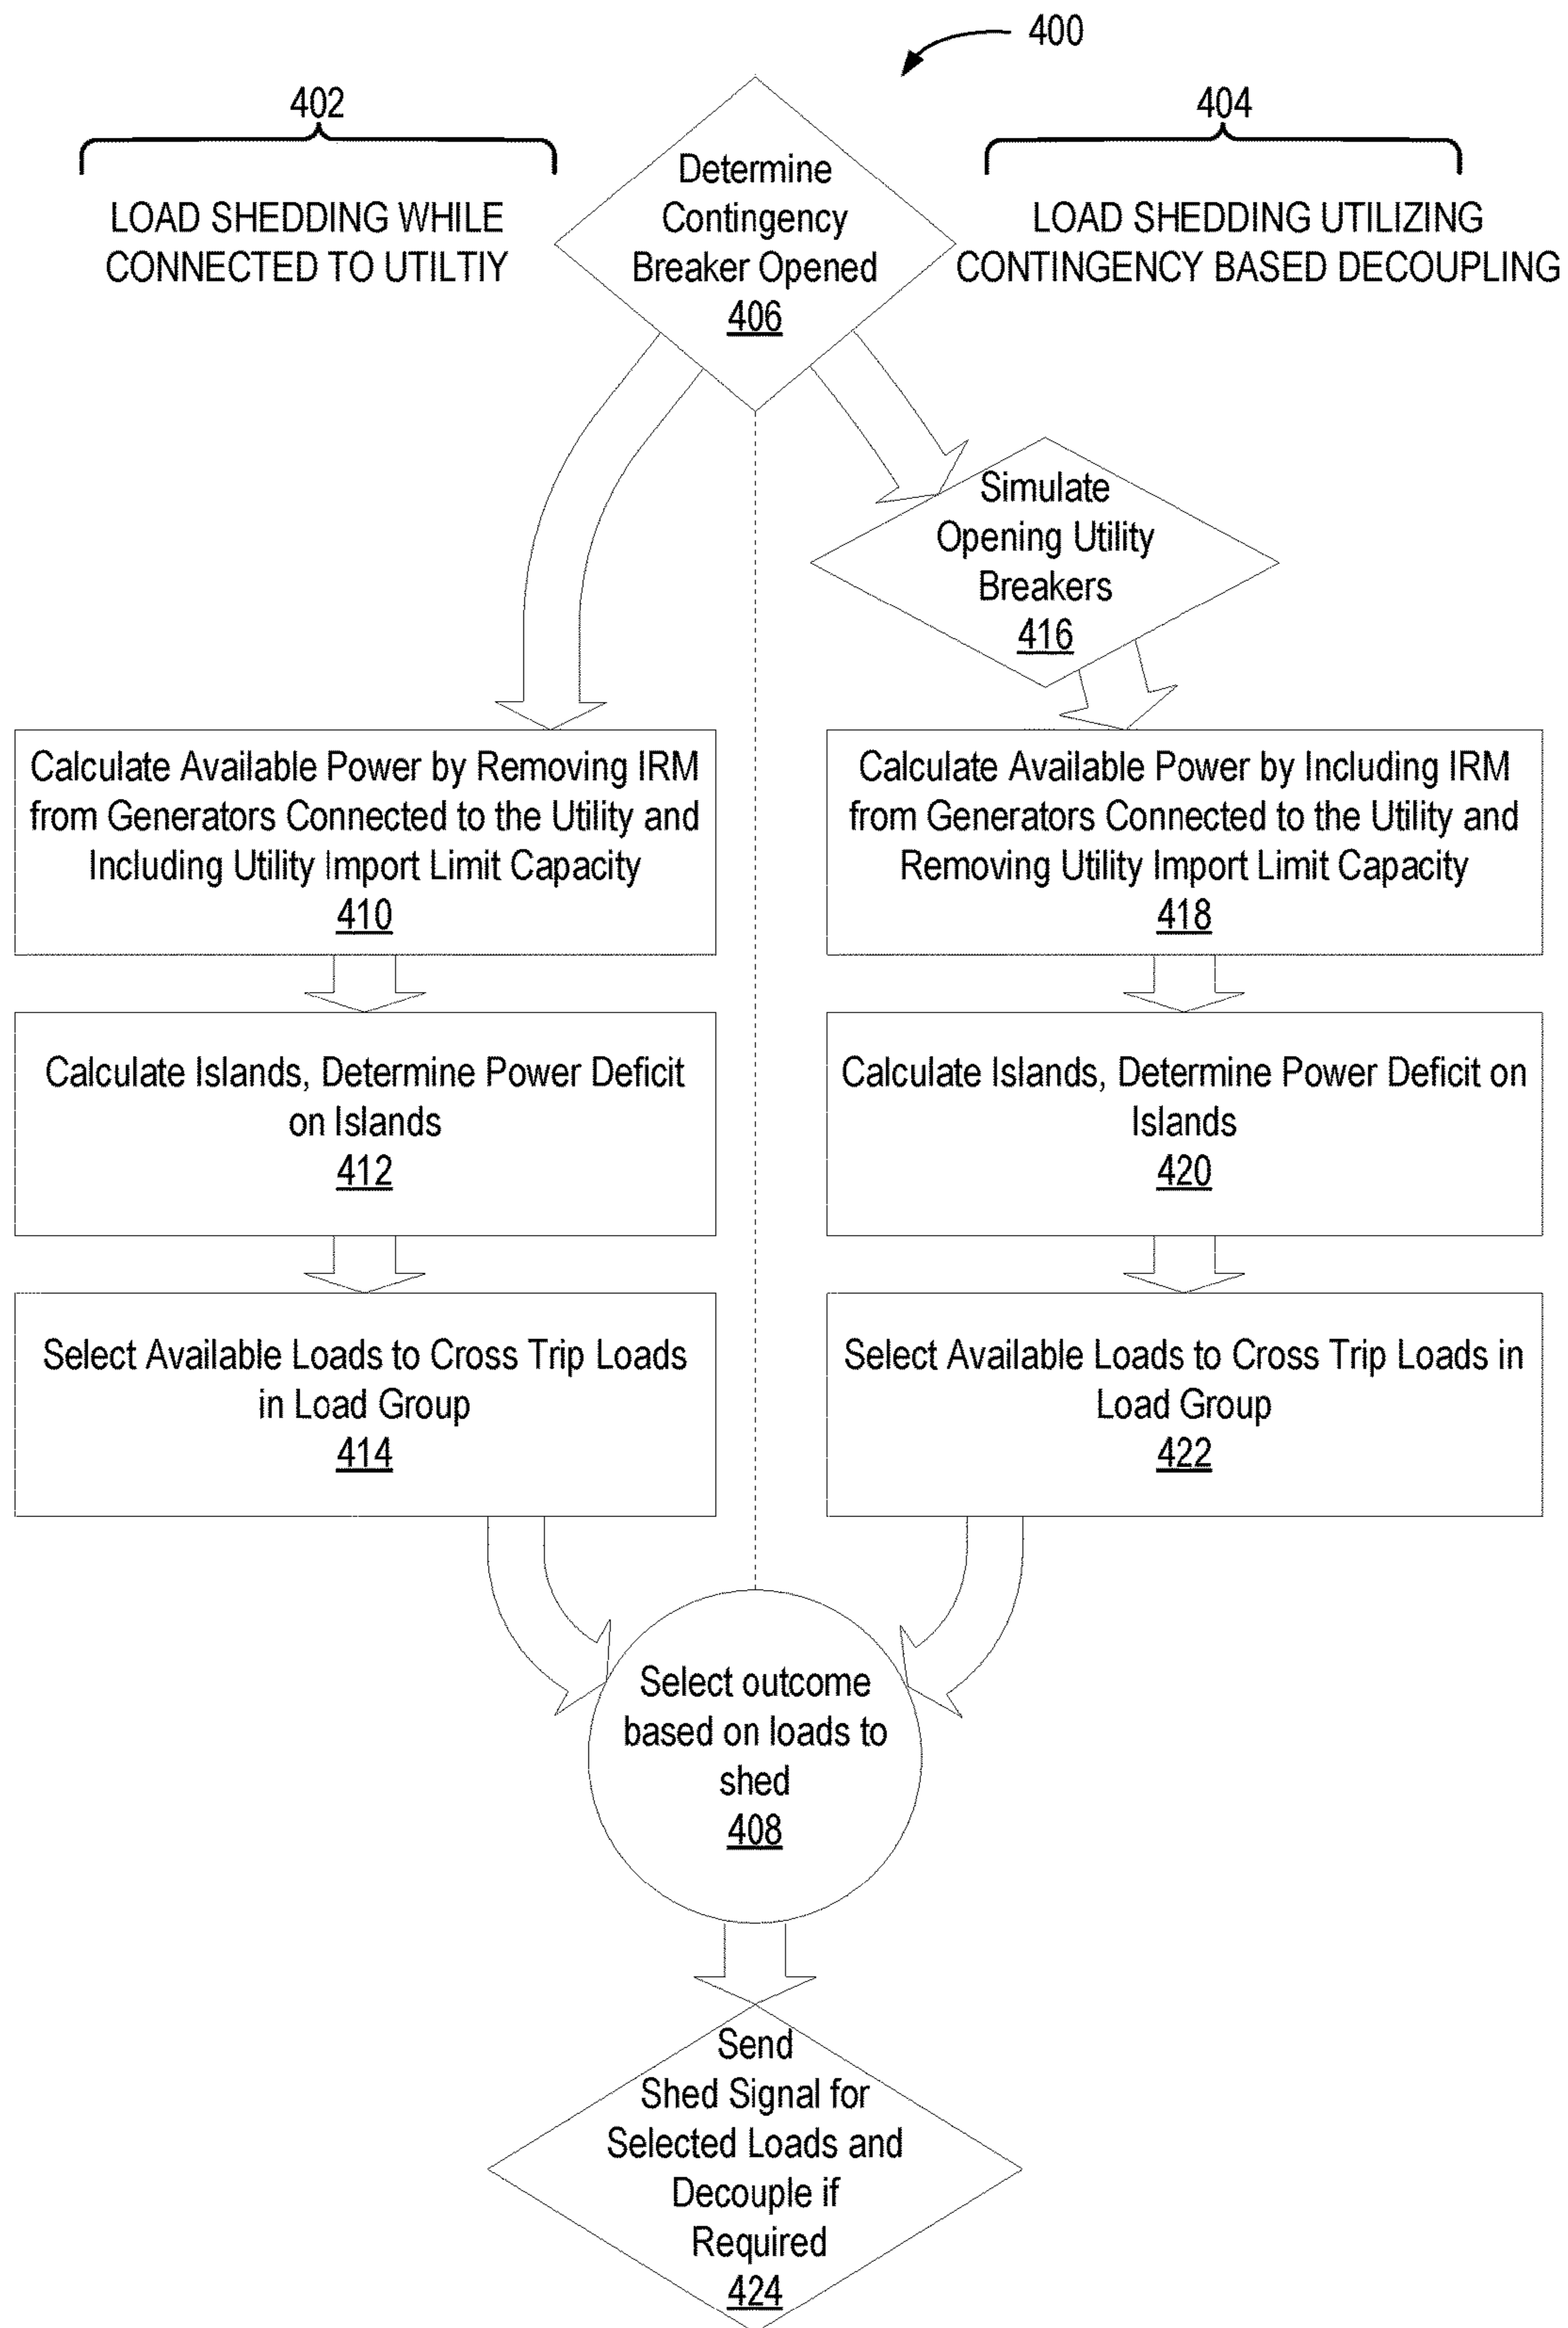 400
402
LOAD SHEDDING WHILE
CONNECTED TO UTILTIY
404
LOAD SHEDDING UTILIZING
CONTINGENCY BASED DECOUPLING
Determine
Contingency
Breaker Opened
406
Simulate
Opening Utility
Breakers
416
Calculate Available Power by Removing IRM
from Generators Connected to the Utility and
Including Utility Import Limit Capacity
410
Calculate Available Power by Including IRM
from Generators Connected to the Utility and
Removing Utility Import Limit Capacity
418
Calculate Islands, Determine Power Deficit
on Islands
412
Calculate Islands, Determine Power Deficit on
Islands
420
Select Available Loads to Cross Trip Loads
in Load Group
414
Select Available Loads to Cross Trip Loads in
Load Group
422
Select outcome
based on loads to
shed
408
Send
Shed Signal for
Selected Loads and
Decouple if
Required
424